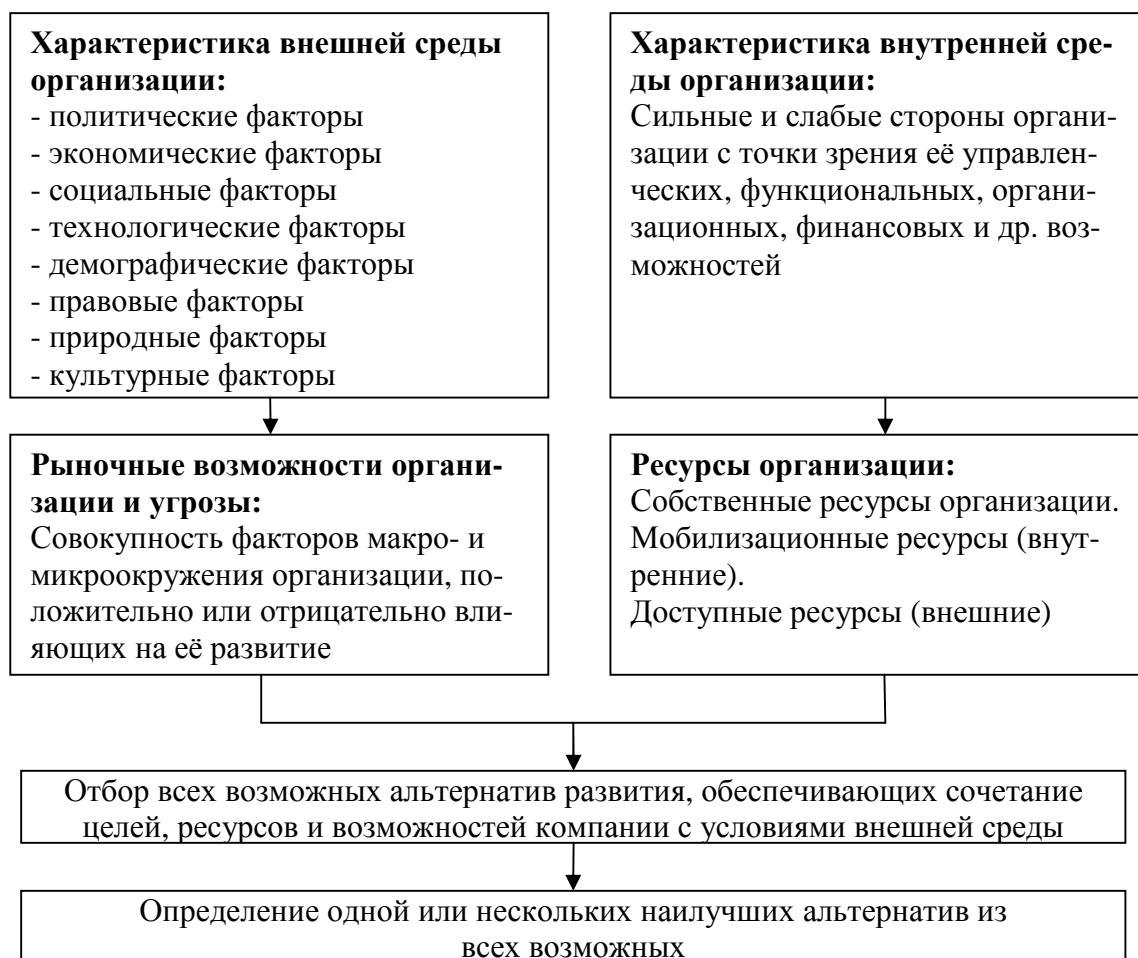 Характеристика внешней среды
организации:
- политические факторы
- экономические факторы
- социальные факторы
- технологические факторы
- демографические факторы
- правовые факторы
- природные факторы
- культурные факторы
Характеристика внутренней сре-
ды организации:
Сильные и слабые стороны органи-
зации с точки зрения её управлен-
ческих, функциональных, органи-
зационных, финансовых и др. воз-
можностей
Рыночные возможности органи-
зации и угрозы:
Совокупность факторов макро- и
микроокружения организации, по-
ложительно или отрицательно вли-
яющих на её развитие
Ресурсы организации:
Собственные ресурсы организации.
Мобилизационные ресурсы (внут-
ренние).
Доступные ресурсы (внешние)
Отбор всех возможных альтернатив развития, обеспечивающих сочетание
целей, ресурсов и возможностей компании с условиями внешней среды
Определение одной или нескольких наилучших альтернатив из
всех возможных